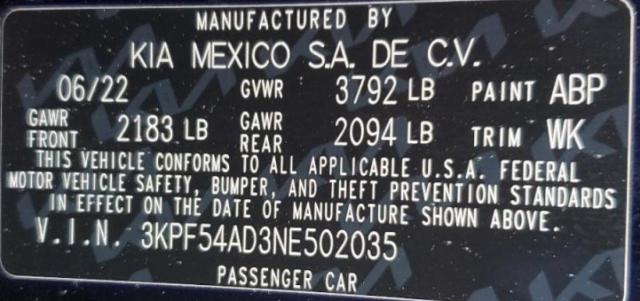 MANUFACTURED BY
KIA MEXICO S.A. DE C.V.
06/22 GVWR 3792 LB PAINT ABP
GAWR FRONT 2183 LB GAWR REAR 2094 LB TRIM WK
THIS VEHICLE CONFORMS TO ALL APPLICABLE U.S.A. FEDERAL
MOTOR VEHICLE SAFETY, BUMPER, AND THEFT PREVENTION STANDARDS
IN EFFECT ON THE DATE OF MANUFACTURE SHOWN ABOVE.
V.I.N. 3KPF54AD3NE502035
PASSENGER CAR